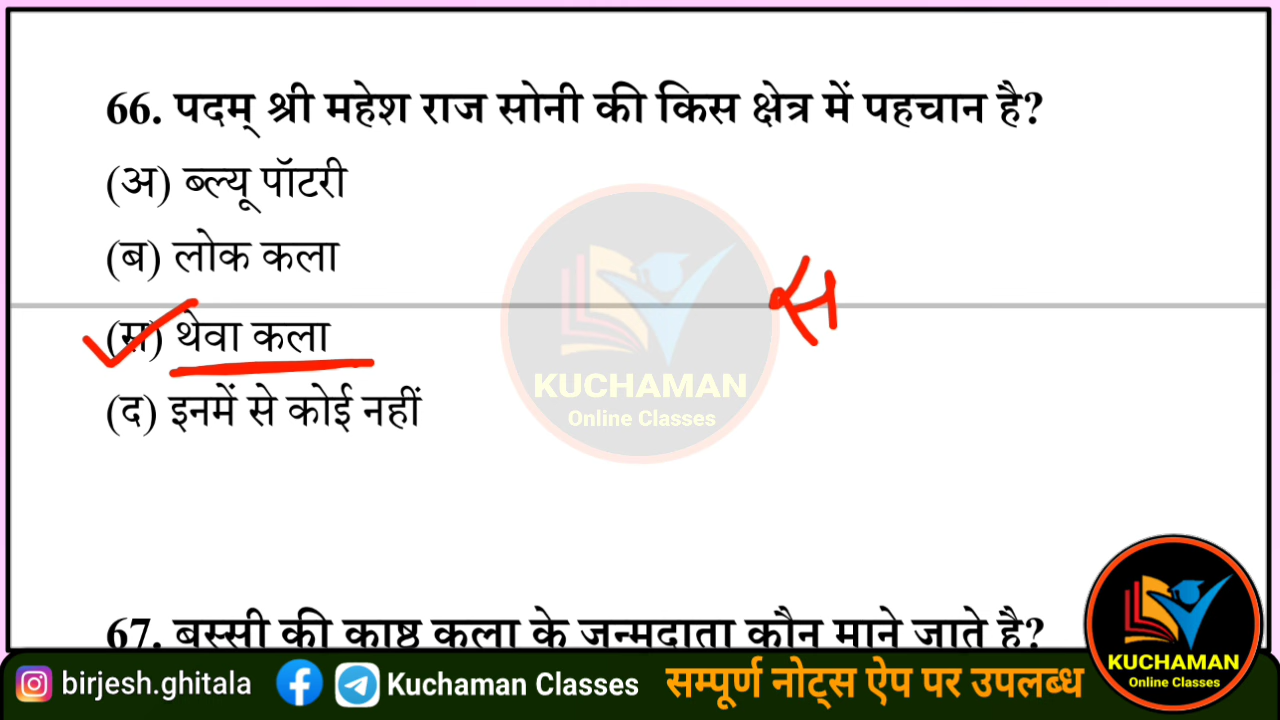 66. पदम् श्री महेश राज सोनी की किस क्षेत्र में पहचान है?
(अ) ब्ल्यू पॉटरी
(ब) लोक कला
स
(स) थेवा कला
(द) इनमें से कोई नहीं
KUCHAMAN
Online Classes
67. बस्सी की काष्ठ कला के जन्मदाता कौन माने जाते है?
birjesh.ghitala
Kuchaman Classes
सम्पूर्ण नोट्स ऐप पर उपलब्ध
KUCHAMAN
Online Classes